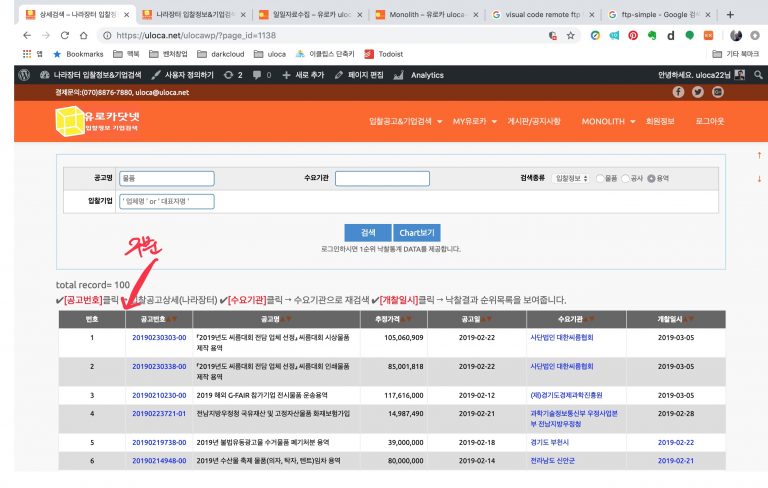 상세검색 – 나라장터 입찰정 나라장터 입찰정보&기업검색 일일자료수집 – 유로카 uloc Monolith – 유로카 uloca visual code remote ftp ftp-simple - Google 검색
https://uloca.net/ulocawp/?page_id=1138
앱 Bookmarks 맥북 벤처창업 darkcloud uloca 이클립스 단축키 Todoist 기타 북마크
나라장터 입찰정보&기업검색 사용자 정의하기 2 0 새로 추가 페이지 편집 Analytics 안녕하세요. uloca22님
결제문의:(070)8876-7880, uloca@uloca.net
유로카닷넷
입찰정보 기업검색
입찰공고&기업검색 MY유로카 게시판/공지사항 MONOLITH 회원정보 로그아웃
공고명 물품 수요기관 검색종류 입찰정보 물품 공사 용역
입찰기업 ' 업체명 ' or ' 대표자명 '
검색 Chart보기
로그인하시면 1순위 낙찰통계 DATA를 제공합니다.
구분
total record= 100
✔[공고번호]클릭 → 입찰공고상세(나라장터) ✔[수요기관]클릭 → 수요기관으로 재검색 ✔[개찰일시]클릭 → 낙찰결과 순위목록을 보여줍니다.
번호 공고번호▲▼ 공고명▲▼ 추정가격▲▼ 공고일▲▼ 수요기관▲▼ 개찰일시▲▼
1 20190230303-00 「2019년도 씨름대회 전담 업체 선정」 씨름대회 시상물품 제작 용역 105,060,909 2019-02-22 사단법인 대한씨름협회 2019-03-05
2 20190230338-00 「2019년도 씨름대회 전담 업체 선정」 씨름대회 인쇄물품 제작 용역 85,001,818 2019-02-22 사단법인 대한씨름협회 2019-03-05
3 20190210230-00 2019 해외 G-FAIR 참가기업 전시물품 운송용역 117,616,000 2019-02-12 (재)경기도경제과학진흥원 2019-03-05
4 20190223721-01 전남지방우정청 국유재산 및 고정자산물품 화재보험가입 14,987,490 2019-02-21 과학기술정보통신부 우정사업본부 전남지방우정청 2019-02-28
5 20190219738-00 2019년 불법유동광고물 수거물품 폐기처분 용역 39,000,000 2019-02-18 경기도 부천시 2019-02-22
6 20190214948-00 2019년 수산물 축제 물품(의자, 탁자, 텐트)임차 용역 80,000,000 2019-02-14 전라남도 신안군 2019-02-21